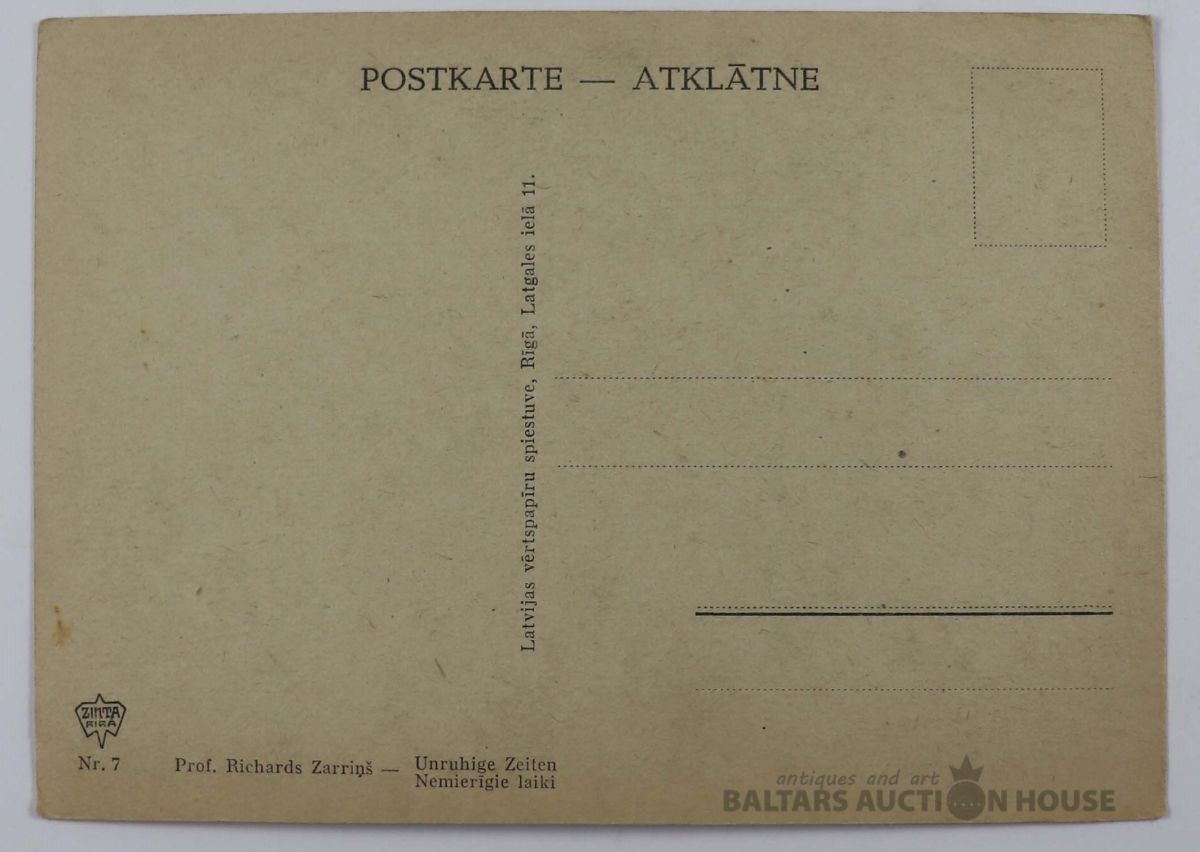 POSTKARTE — ATKLĀTNE
Latvijas vērtspapīru spiestuve, Rīgā, Latgales ielā 11.
ZINTA
RIGA
Nr. 7
Prof. Richards Zarriņš — Unruhige Zeiten
Nemierīgie laiki
antiques and art
BALTARS AUCTION HOUSE